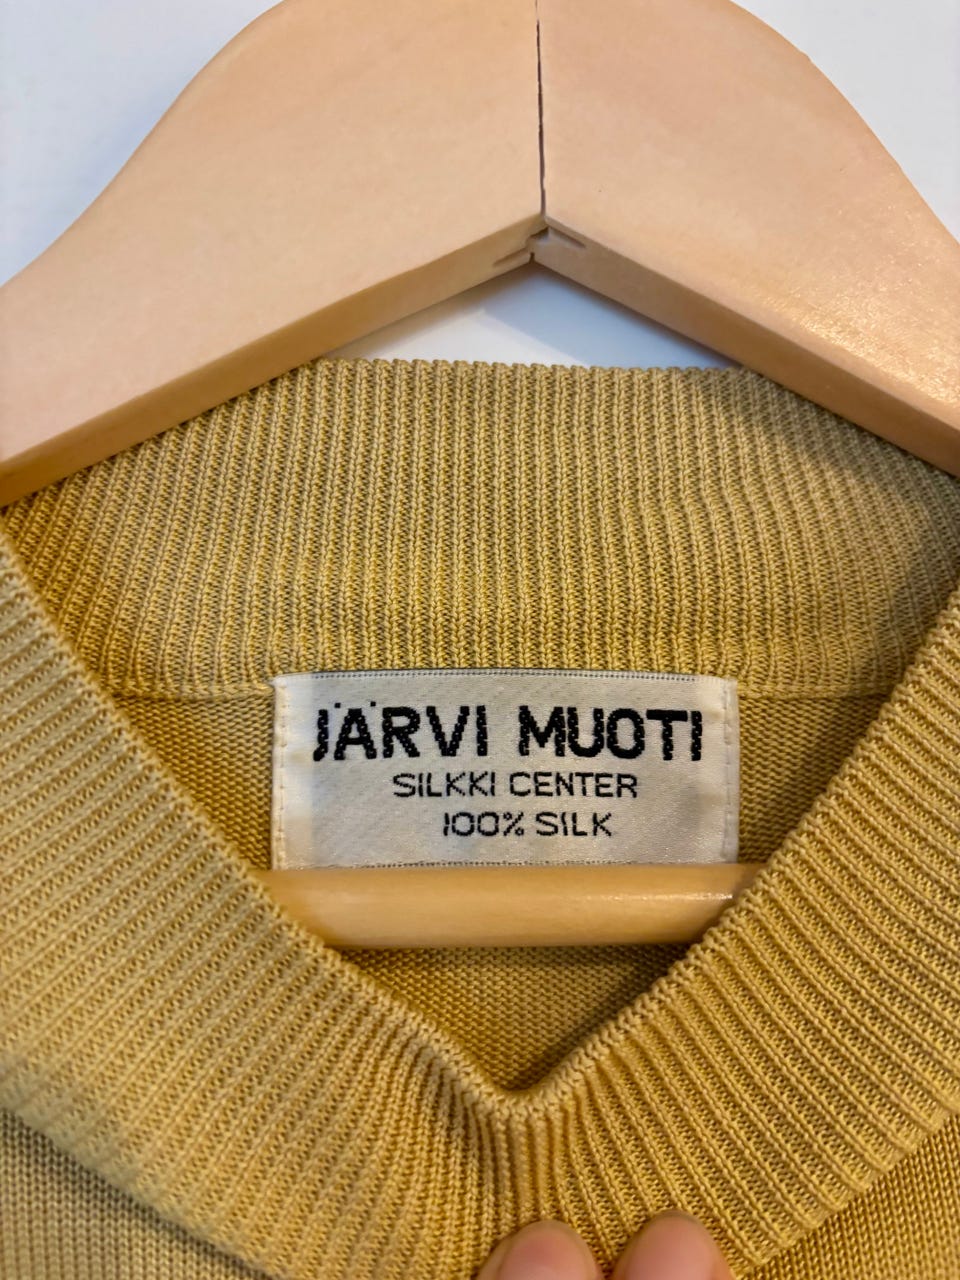 JÄRVI MUOTI
SILKKI CENTER
100% SILK